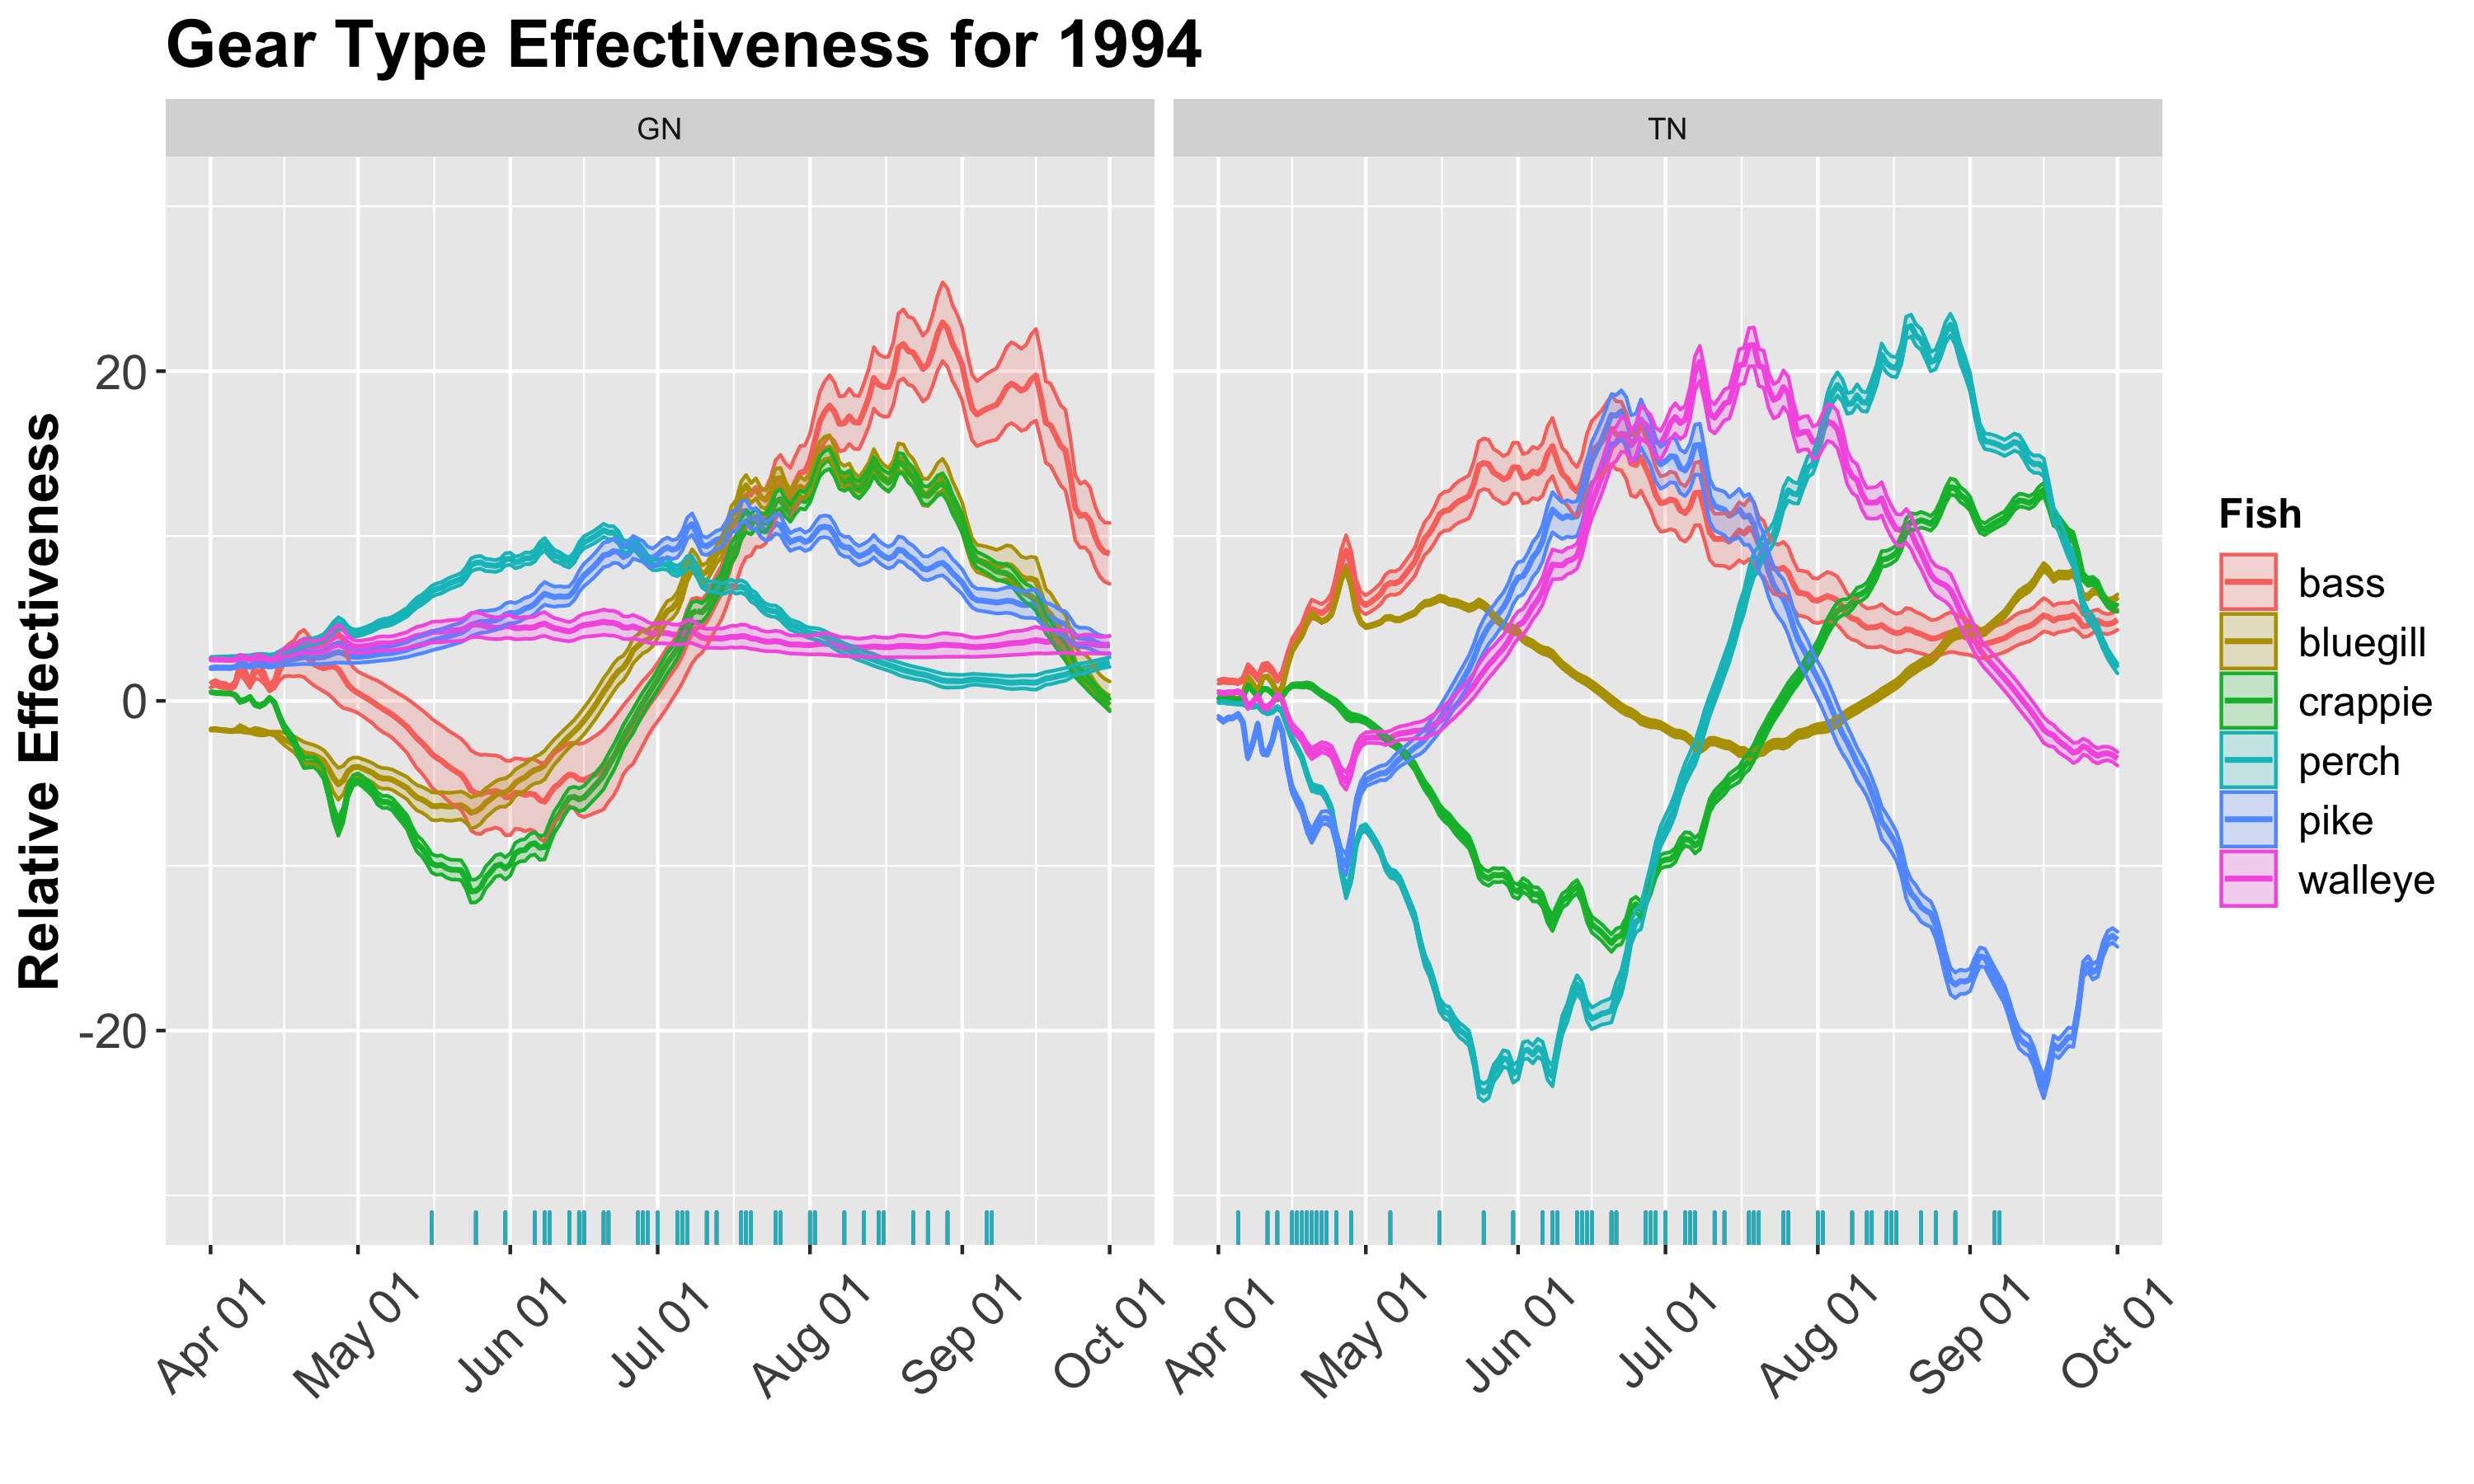 Gear Type Effectiveness for 1994
GN
TN
Relative Effectiveness
20
0
-20
Apr 01
May 01
Jun 01
Jul 01
Aug 01
Sep 01
Oct 01
Apr 01
May 01
Jun 01
Jul 01
Aug 01
Sep 01
Oct 01
Fish
bass
bluegill
crappie
perch
pike
walleye